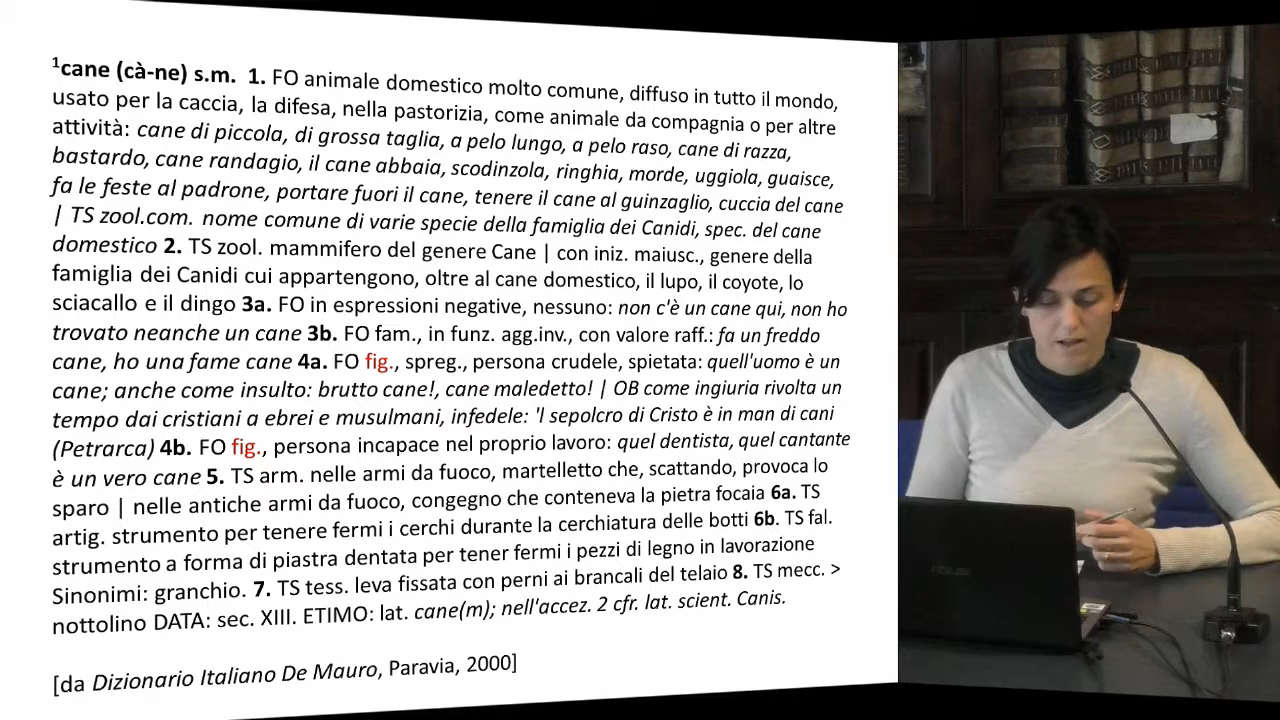 ¹cane (cà-ne) s.m. 1. FO animale domestico molto comune, diffuso in tutto il mondo,
usato per la caccia, la difesa, nella pastorizia, come animale da compagnia o per altre
attività: cane di piccola, di grossa taglia, a pelo lungo, a pelo raso, cane di razza,
bastardo, cane randagio, il cane abbaia, scodinzola, ringhia, morde, uggiola, guaisce,
fa le feste al padrone, portare fuori il cane, tenere il cane al guinzaglio, cuccia del cane
| TS zool.com. nome comune di varie specie della famiglia dei Canidi, spec. del cane
domestico 2. TS zool. mammifero del genere Cane | con iniz. maiusc., genere della
famiglia dei Canidi cui appartengono, oltre al cane domestico, il lupo, il coyote, lo
sciacallo e il dingo 3a. FO in espressioni negative, nessuno: non c'è un cane qui, non ho
trovato neanche un cane 3b. FO fam., in funz. agg.inv., con valore raff.: fa un freddo
cane, ho una fame cane 4a. FO fig., spreg., persona crudele, spietata: quell'uomo è un
cane; anche come insulto: brutto cane!, cane maledetto! | OB come ingiuria rivolta un
tempo dai cristiani a ebrei e musulmani, infedele: 'l sepolcro di Cristo è in man di cani
(Petrarca) 4b. FO fig., persona incapace nel proprio lavoro: quel dentista, quel cantante
è un vero cane 5. TS arm. nelle armi da fuoco, martelletto che, scattando, provoca lo
sparo | nelle antiche armi da fuoco, congegno che conteneva la pietra focaia 6a. TS
artig. strumento per tenere fermi i cerchi durante la cerchiatura delle botti 6b. TS fal.
strumento a forma di piastra dentata per tener fermi i pezzi di legno in lavorazione
Sinonimi: granchio. 7. TS tess. leva fissata con perni ai brancali del telaio 8. TS mecc. >
nottolino DATA: sec. XIII. ETIMO: lat. cane(m); nell'accez. 2 cfr. lat. scient. Canis.
[da Dizionario Italiano De Mauro, Paravia, 2000]
ASUS